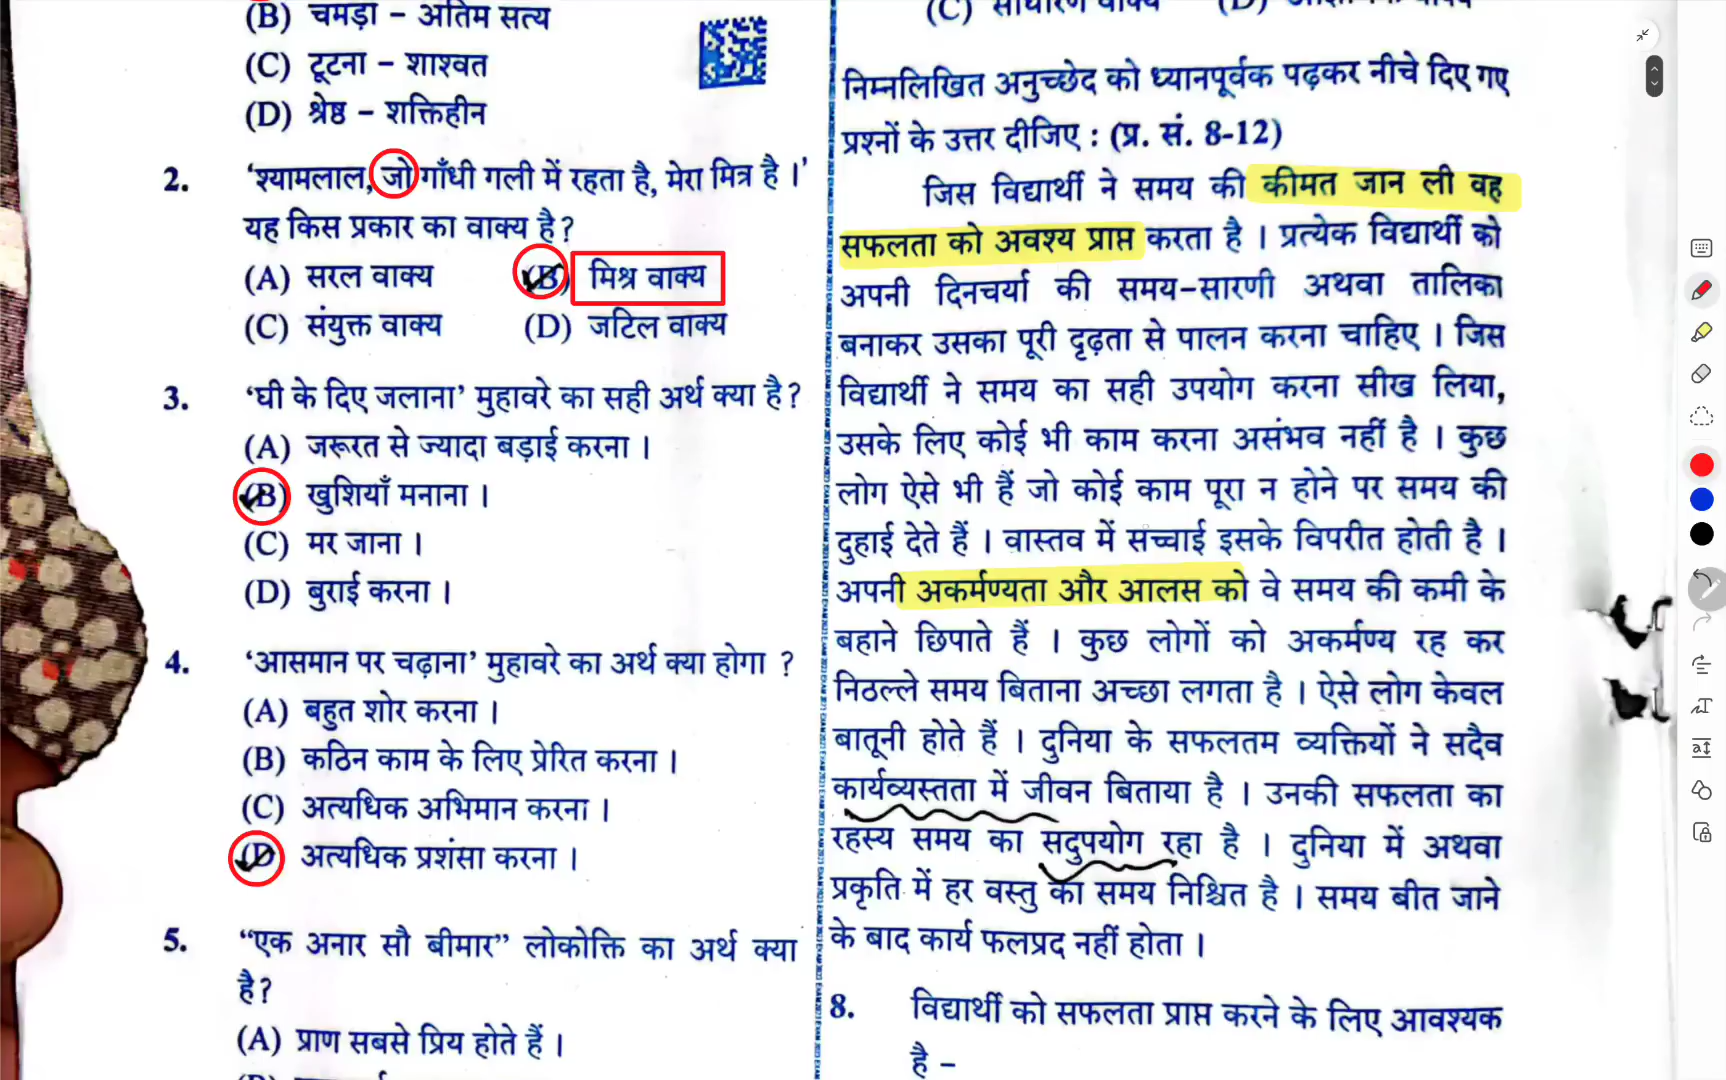 (B) चमड़ा – अंतिम सत्य
(C) टूटना – शाश्वत
(D) श्रेष्ठ – शक्तिहीन
2. ‘श्यामलाल, जो गाँधी गली में रहता है, मेरा मित्र है ।’
यह किस प्रकार का वाक्य है ?
(A) सरल वाक्य (B) मिश्र वाक्य
(C) संयुक्त वाक्य (D) जटिल वाक्य
3. ‘घी के दिए जलाना’ मुहावरे का सही अर्थ क्या है ?
(A) जरूरत से ज्यादा बड़ाई करना ।
(B) खुशियाँ मनाना ।
(C) मर जाना ।
(D) बुराई करना ।
4. ‘आसमान पर चढ़ाना’ मुहावरे का अर्थ क्या होगा ?
(A) बहुत शोर करना ।
(B) कठिन काम के लिए प्रेरित करना ।
(C) अत्यधिक अभिमान करना ।
(D) अत्यधिक प्रशंसा करना ।
5. “एक अनार सौ बीमार” लोकोक्ति का अर्थ क्या
है ?
(A) प्राण सबसे प्रिय होते हैं ।
(C) साधारण वाक्य (D)
निम्नलिखित अनुच्छेद को ध्यानपूर्वक पढ़कर नीचे दिए गए
प्रश्नों के उत्तर दीजिए : (प्र. सं. 8-12)
जिस विद्यार्थी ने समय की कीमत जान ली वह
सफलता को अवश्य प्राप्त करता है । प्रत्येक विद्यार्थी को
अपनी दिनचर्या की समय-सारणी अथवा तालिका
बनाकर उसका पूरी दृढ़ता से पालन करना चाहिए । जिस
विद्यार्थी ने समय का सही उपयोग करना सीख लिया,
उसके लिए कोई भी काम करना असंभव नहीं है । कुछ
लोग ऐसे भी हैं जो कोई काम पूरा न होने पर समय की
दुहाई देते हैं । वास्तव में सच्चाई इसके विपरीत होती है ।
अपनी अकर्मण्यता और आलस को वे समय की कमी के
बहाने छिपाते हैं । कुछ लोगों को अकर्मण्य रह कर
निठल्ले समय बिताना अच्छा लगता है । ऐसे लोग केवल
बातूनी होते हैं । दुनिया के सफलतम व्यक्तियों ने सदैव
कार्यव्यस्तता में जीवन बिताया है । उनकी सफलता का
रहस्य समय का सदुपयोग रहा है । दुनिया में अथवा
प्रकृति में हर वस्तु का समय निश्चित है । समय बीत जाने
के बाद कार्य फलप्रद नहीं होता ।
8. विद्यार्थी को सफलता प्राप्त करने के लिए आवश्यक
है –